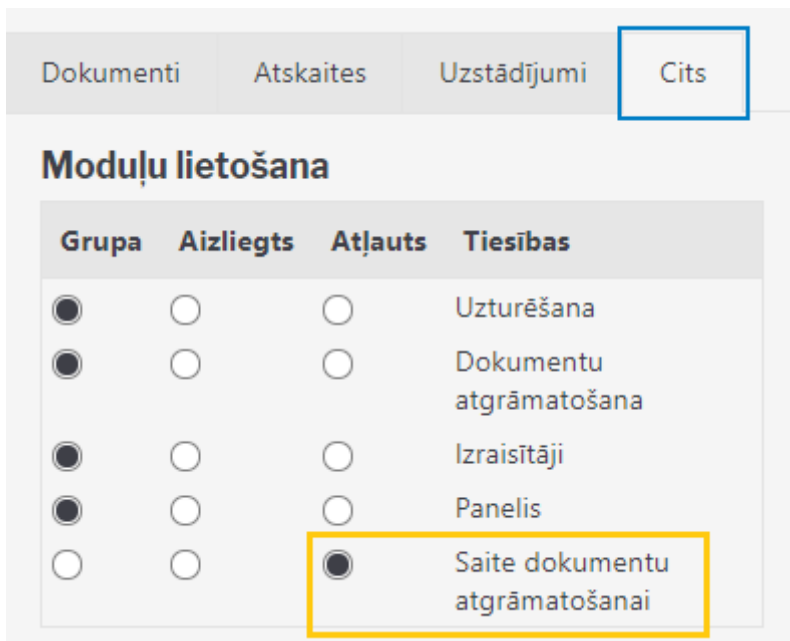 Dokumenti Atskaites Uzstādījumi Cits
Moduļu lietošana
Grupa Aizliegts Atļauts Tiesības
Uzturēšana
Dokumentu
atgrāmatošana
Izraisītāji
Panelis
Saite dokumentu
atgrāmatošanai